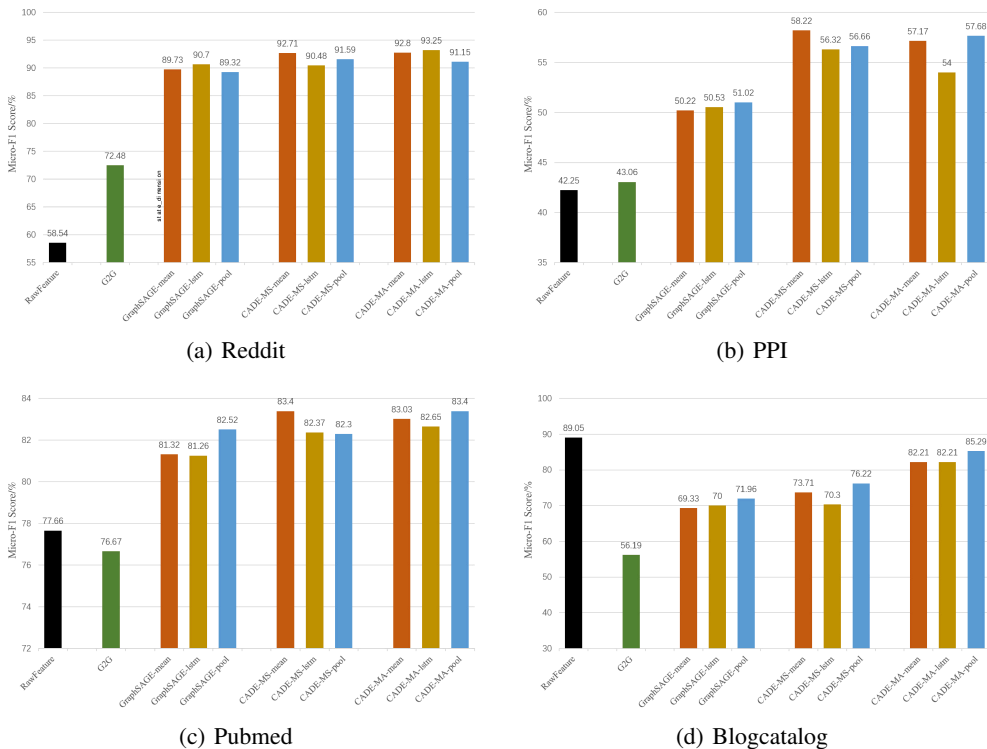 100
95
90
85
80
75
70
65
60
55
Micro-F1 Score/%
58.54
72.48
state_dimension
89.73
90.7
89.32
92.71
90.48
91.59
92.8
93.25
91.15
RawFeature
G2G
GraphSAGE-mean
GraphSAGE-lstm
GraphSAGE-pool
CADE-MS-mean
CADE-MS-lstm
CADE-MS-pool
CADE-MA-mean
CADE-MA-lstm
CADE-MA-pool
(a) Reddit
60
55
50
45
40
35
Micro-F1 Score/%
42.25
43.06
50.22
50.53
51.02
58.22
56.32
56.66
57.17
54
57.68
RawFeature
G2G
GraphSAGE-mean
GraphSAGE-lstm
GraphSAGE-pool
CADE-MS-mean
CADE-MS-lstm
CADE-MS-pool
CADE-MA-mean
CADE-MA-lstm
CADE-MA-pool
(b) PPI
84
82
80
78
76
74
72
Micro-F1 Score/%
77.66
76.67
81.32
81.26
82.52
83.4
82.37
82.3
83.03
82.65
83.4
RawFeature
G2G
GraphSAGE-mean
GraphSAGE-lstm
GraphSAGE-pool
CADE-MS-mean
CADE-MS-lstm
CADE-MS-pool
CADE-MA-mean
CADE-MA-lstm
CADE-MA-pool
(c) Pubmed
100
90
80
70
60
50
40
30
Micro-F1 Score/%
89.05
56.19
69.33
70
71.96
73.71
70.3
76.22
82.21
82.21
85.29
RawFeature
G2G
GraphSAGE-mean
GraphSAGE-lstm
GraphSAGE-pool
CADE-MS-mean
CADE-MS-lstm
CADE-MS-pool
CADE-MA-mean
CADE-MA-lstm
CADE-MA-pool
(d) Blogcatalog